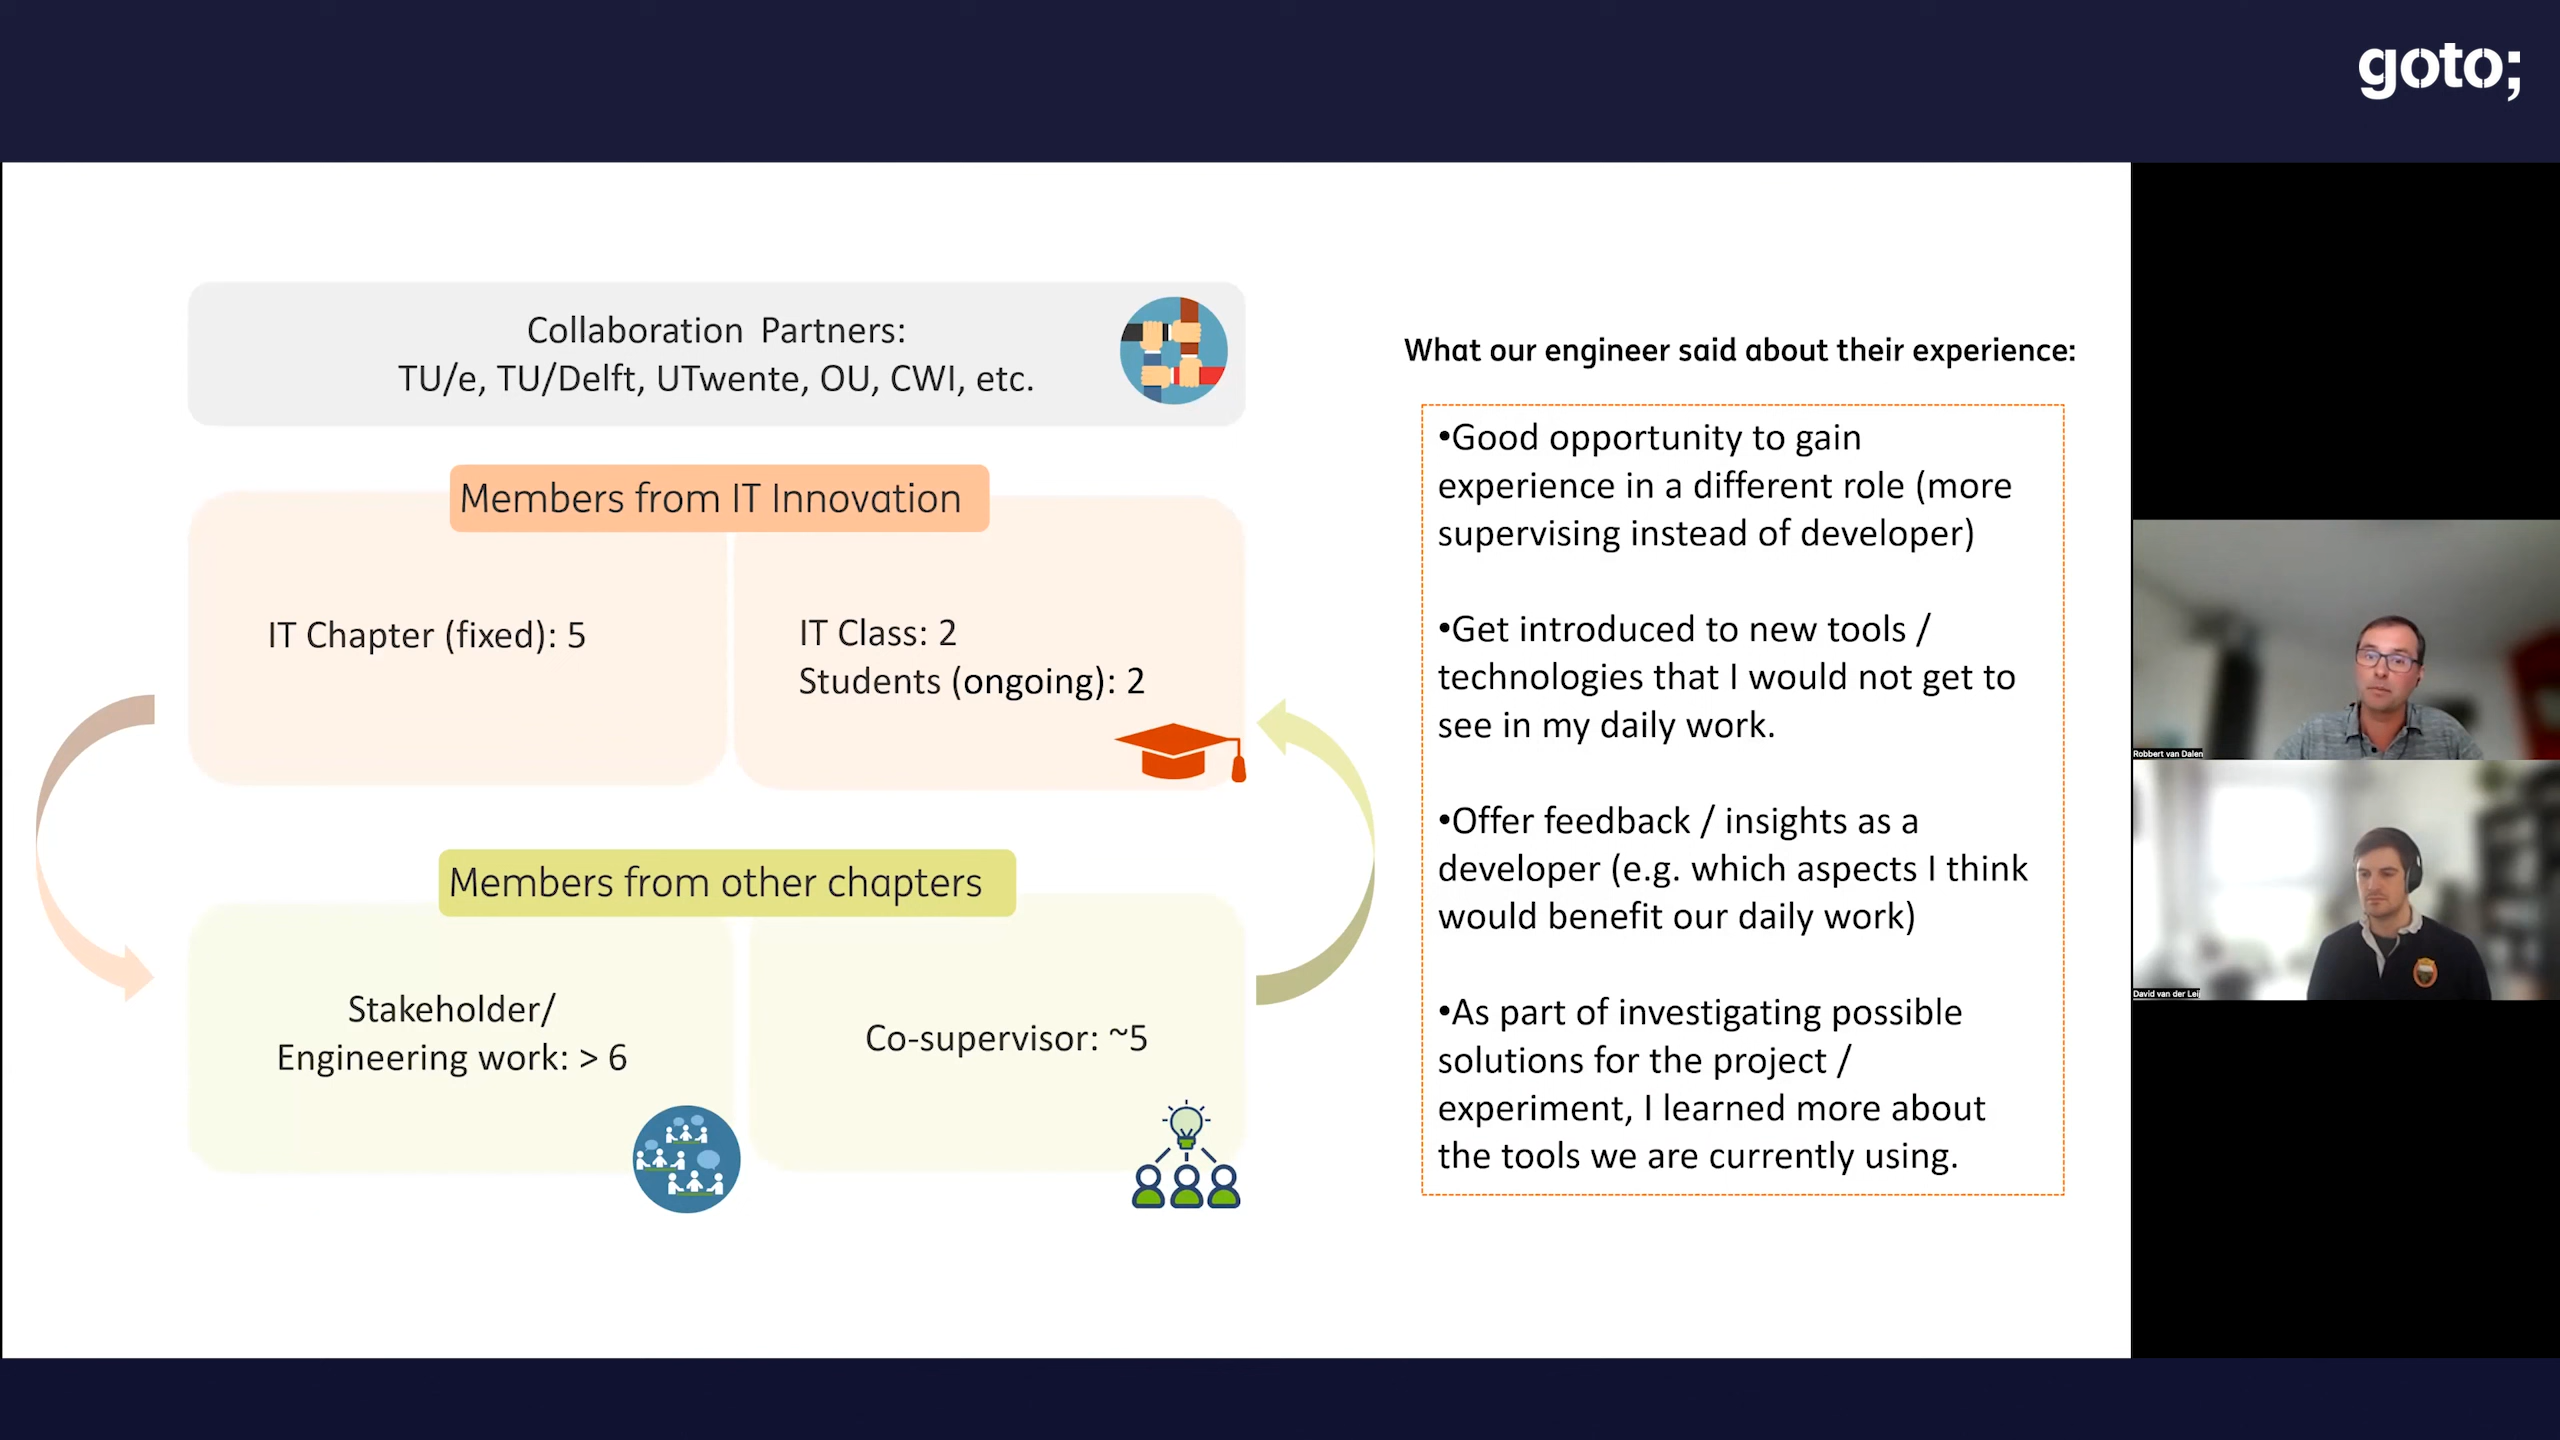 goto;
Collaboration Partners:
TU/e, TU/Delft, UTwente, OU, CWI, etc.
Members from IT Innovation
IT Chapter (fixed): 5
IT Class: 2
Students (ongoing): 2
Members from other chapters
Stakeholder/
Engineering work: > 6
Co-supervisor: ~5
What our engineer said about their experience:
•Good opportunity to gain
experience in a different role (more
supervising instead of developer)
•Get introduced to new tools /
technologies that I would not get to
see in my daily work.
•Offer feedback / insights as a
developer (e.g. which aspects I think
would benefit our daily work)
•As part of investigating possible
solutions for the project /
experiment, I learned more about
the tools we are currently using.
Robbert van Dalen
David van der Leij